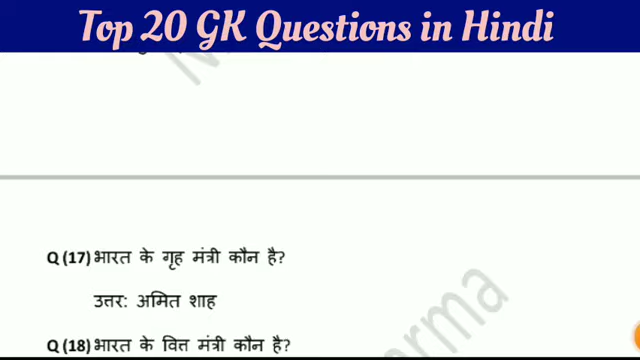 Top 20 GK Questions in Hindi
Q (17) भारत के गृह मंत्री कौन है?
उत्तर: अमित शाह
Q (18) भारत के वित्त मंत्री कौन है?